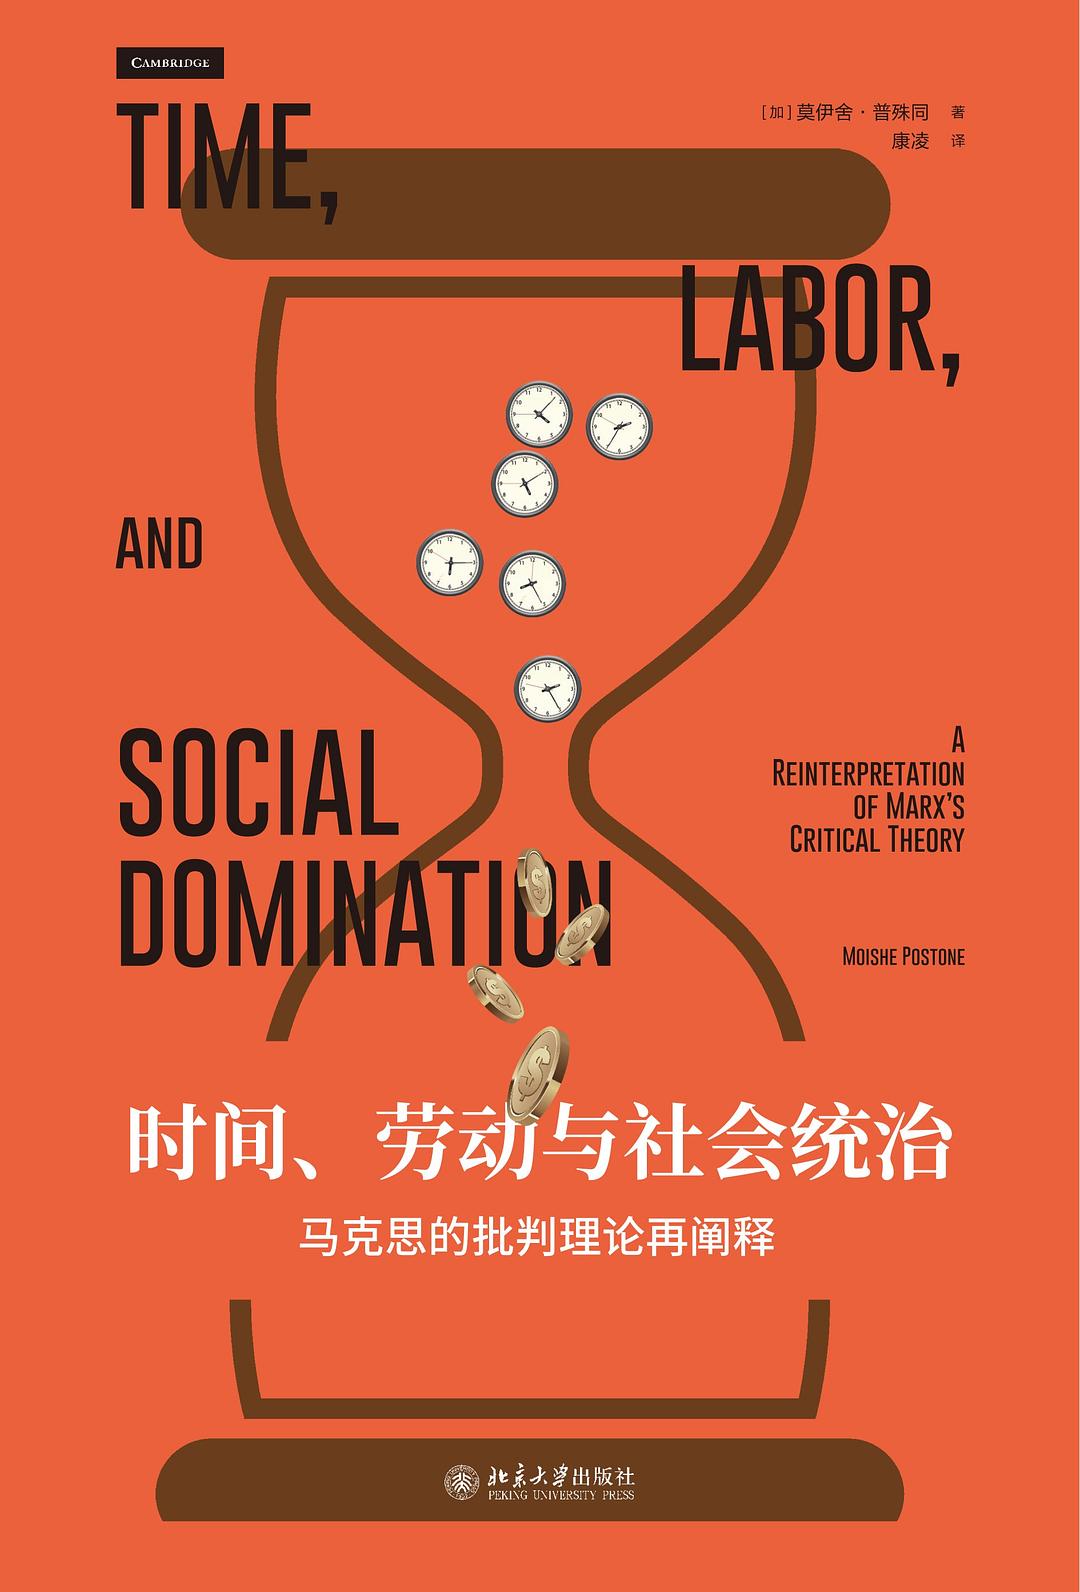 CAMBRIDGE
TIME,
[加] 莫伊舍·普殊同 著
康凌 译
LABOR,
AND
SOCIAL
DOMINATION
A
REINTERPRETATION
OF MARX'S
CRITICAL THEORY
MOISHE POSTONE
时间、劳动与社会统治
马克思的批判理论再阐释
北京大学出版社
PEKING UNIVERSITY PRESS